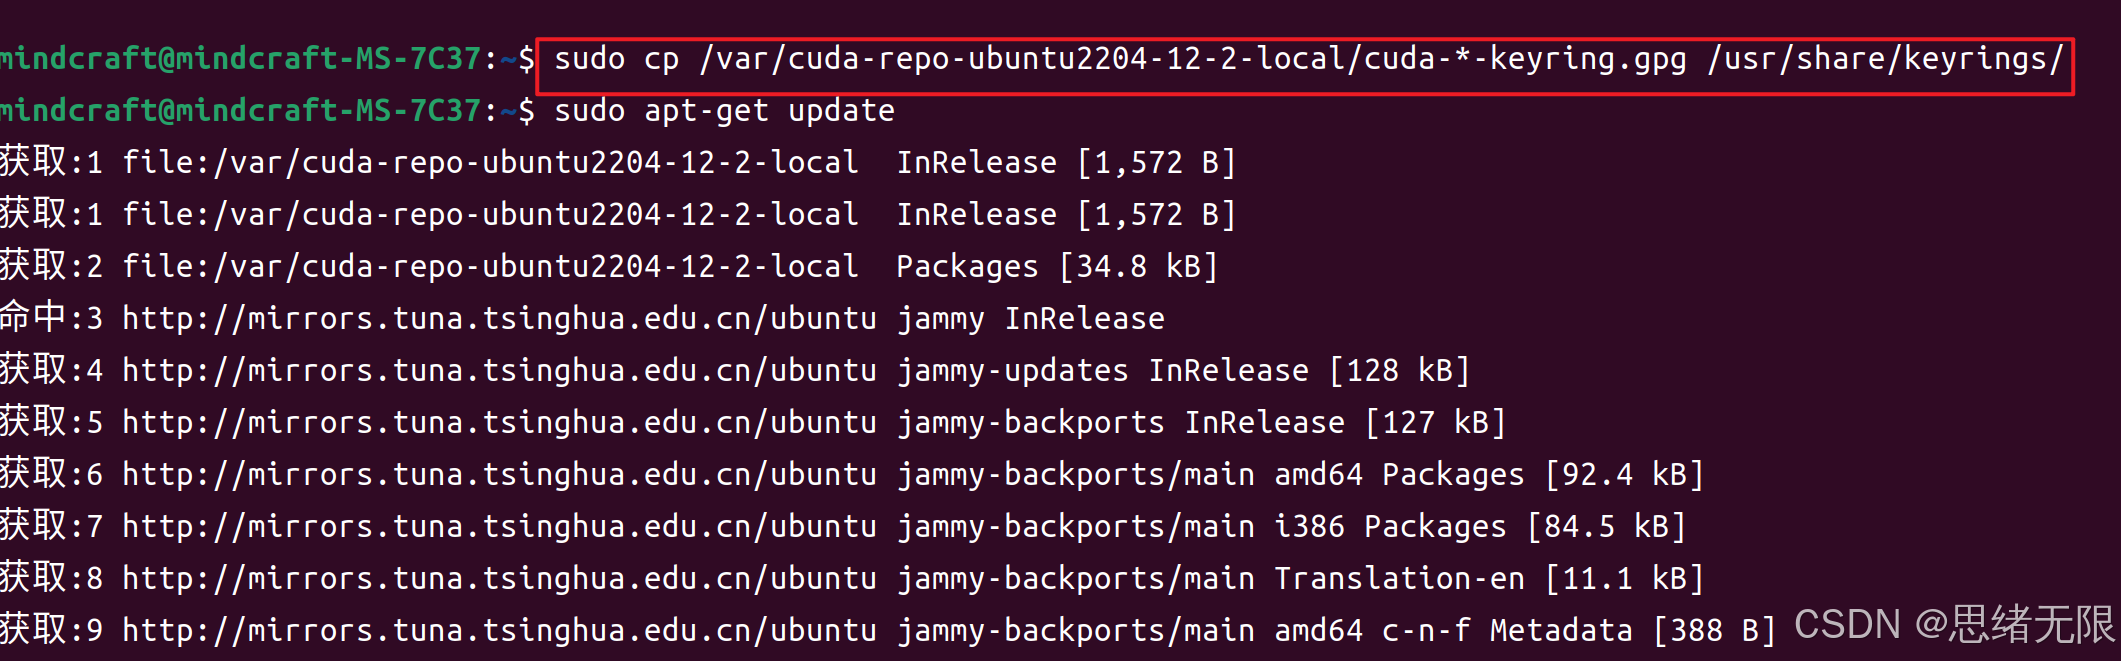 mindcraft@mindcraft-MS-7C37:~$ sudo cp /var/cuda-repo-ubuntu2204-12-2-local/cuda-*-keyring.gpg /usr/share/keyrings/
mindcraft@mindcraft-MS-7C37:~$ sudo apt-get update
获取:1 file:/var/cuda-repo-ubuntu2204-12-2-local  InRelease [1,572 B]
获取:1 file:/var/cuda-repo-ubuntu2204-12-2-local  InRelease [1,572 B]
获取:2 file:/var/cuda-repo-ubuntu2204-12-2-local  Packages [34.8 kB]
命中:3 http://mirrors.tuna.tsinghua.edu.cn/ubuntu jammy InRelease
获取:4 http://mirrors.tuna.tsinghua.edu.cn/ubuntu jammy-updates InRelease [128 kB]
获取:5 http://mirrors.tuna.tsinghua.edu.cn/ubuntu jammy-backports InRelease [127 kB]
获取:6 http://mirrors.tuna.tsinghua.edu.cn/ubuntu jammy-backports/main amd64 Packages [92.4 kB]
获取:7 http://mirrors.tuna.tsinghua.edu.cn/ubuntu jammy-backports/main i386 Packages [84.5 kB]
获取:8 http://mirrors.tuna.tsinghua.edu.cn/ubuntu jammy-backports/main Translation-en [11.1 kB]
获取:9 http://mirrors.tuna.tsinghua.edu.cn/ubuntu jammy-backports/main amd64 c-n-f Metadata [388 B]
CSDN @思绪无限